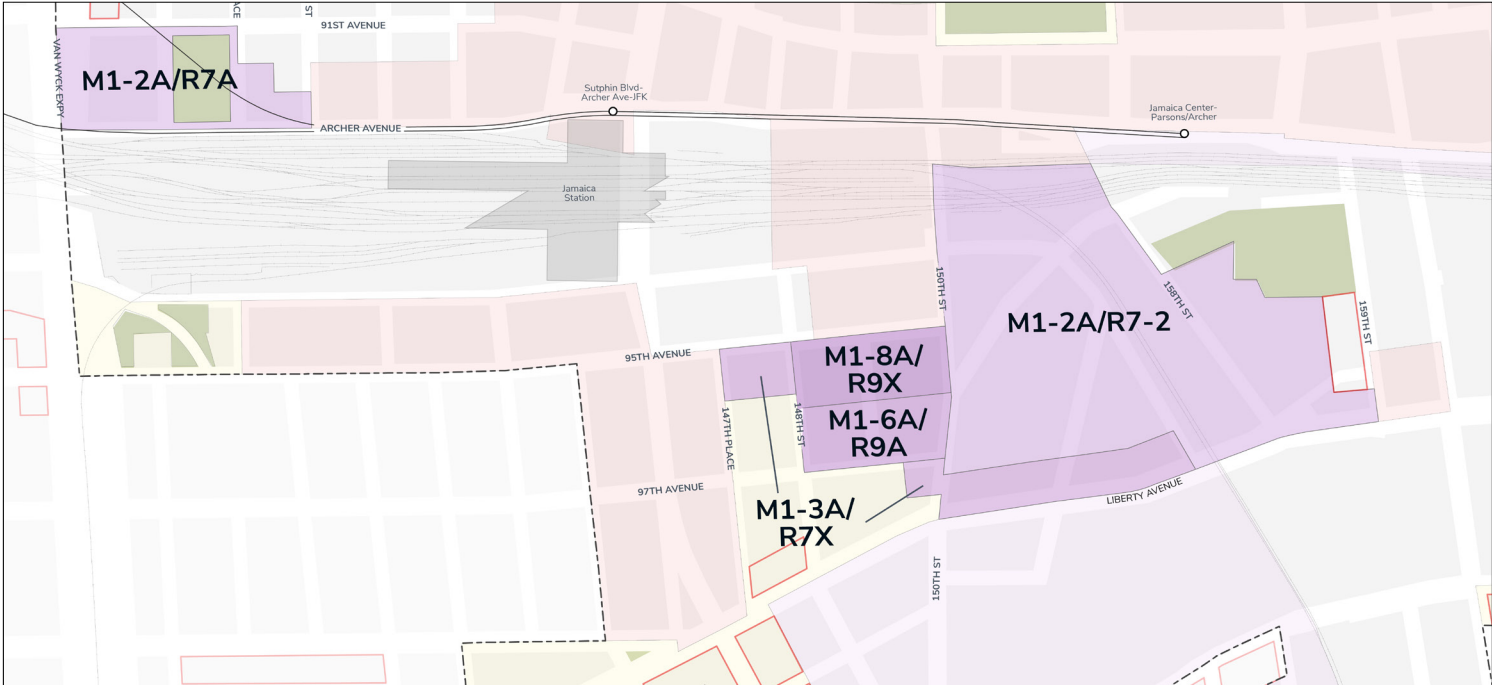 PLACE
ST
91ST AVENUE
VAN WYCK EXPY
M1-2A/R7A
Sutphin Blvd-
Archer Ave-JFK
Jamaica Center-
Parsons/Archer
ARCHER AVENUE
Jamaica
Station
150TH ST
158TH ST
159TH ST
M1-2A/R7-2
95TH AVENUE
M1-8A/
R9X
147TH PLACE
148TH ST
M1-6A/
R9A
97TH AVENUE
M1-3A/
R7X
LIBERTY AVENUE
150TH ST